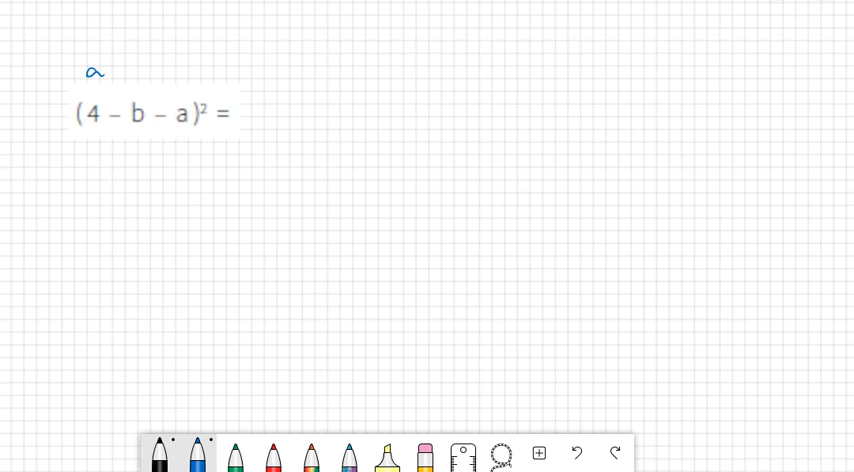 a
(4 – b – a)² =